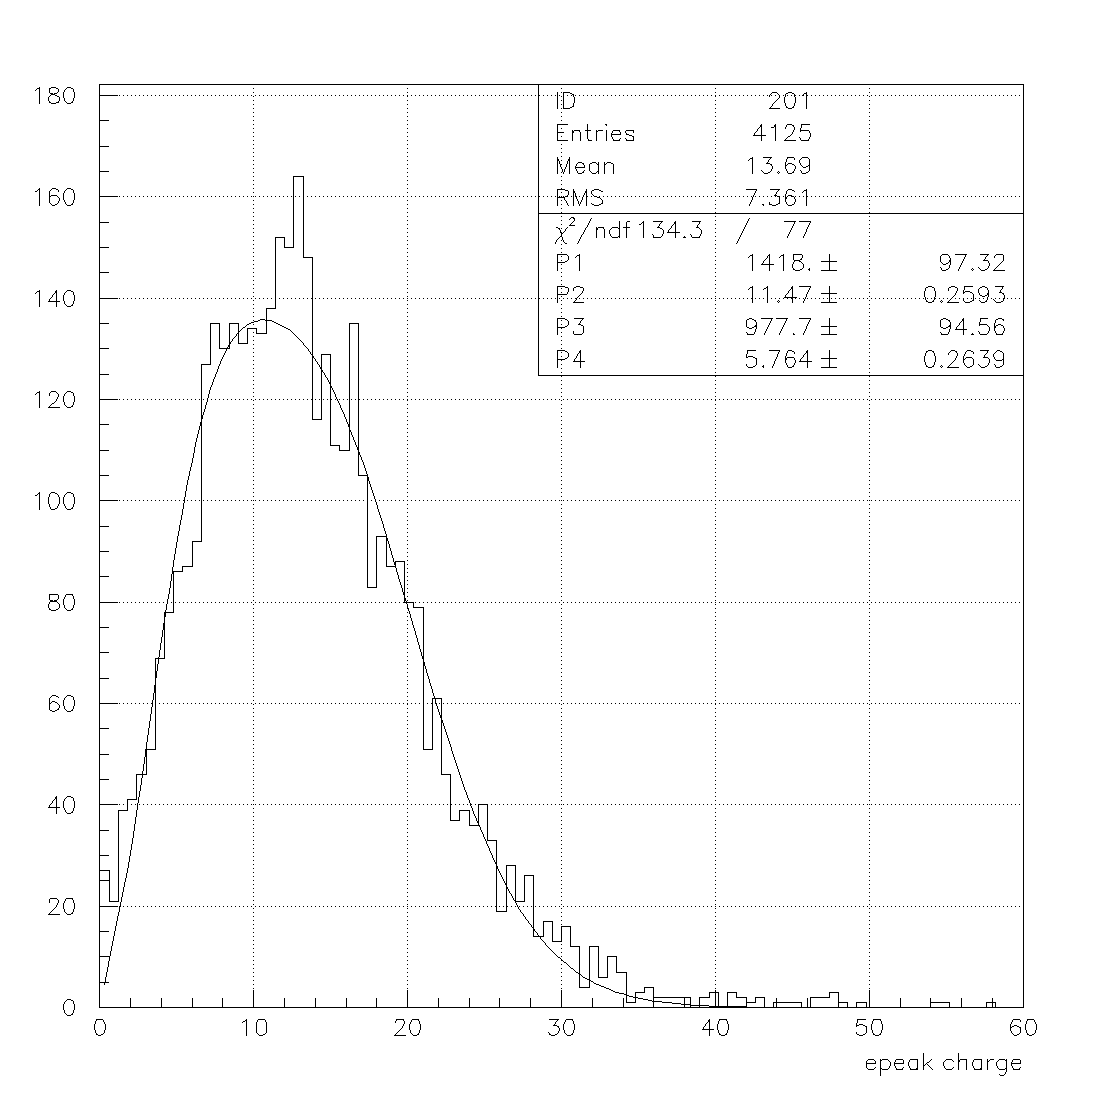 180
160
140
120
100
80
60
40
20
0
ID 201
Entries 4125
Mean 13.69
RMS 7.361
χ²/ndf 134.3 / 77
P1 1418. ± 97.32
P2 11.47 ± 0.2593
P3 977.7 ± 94.56
P4 5.764 ± 0.2639
0 10 20 30 40 50 60
epeak charge